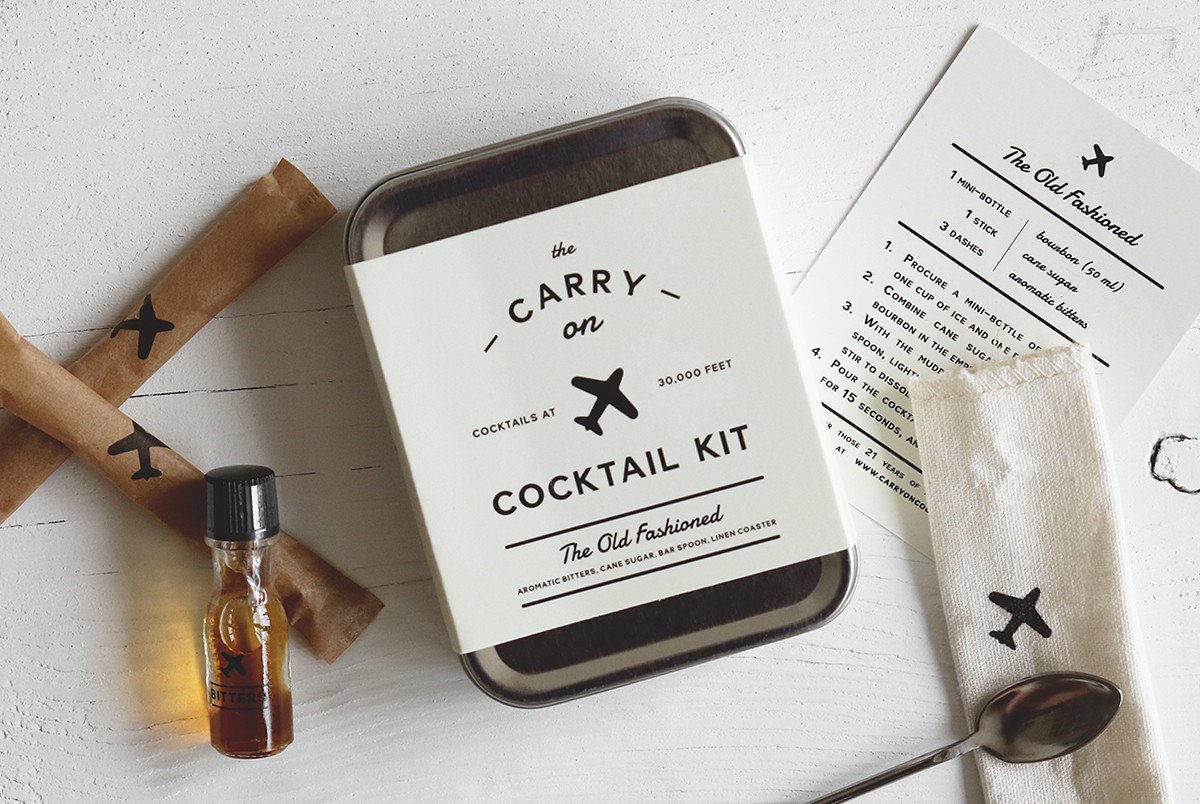 the
CARRY
on
COCKTAILS AT
30,000 FEET
COCKTAIL KIT
The Old Fashioned
AROMATIC BITTERS, CANE SUGAR, BAR SPOON, LINEN COASTER
BITTERS
The Old Fashioned
1 MINI-BOTTLE
bourbon (50 ml)
1 STICK
cane sugar
3 DASHES
aromatic bitters
1. PROCURE A MINI-BOTTLE OF
ONE CUP OF ICE AND ONE
2. COMBINE CANE
BOURBON IN THE
3. WITH THE
SPOON,
STIR TO
4. POUR THE
FOR 15 SECONDS,
THOSE 21 YEARS OF
AT